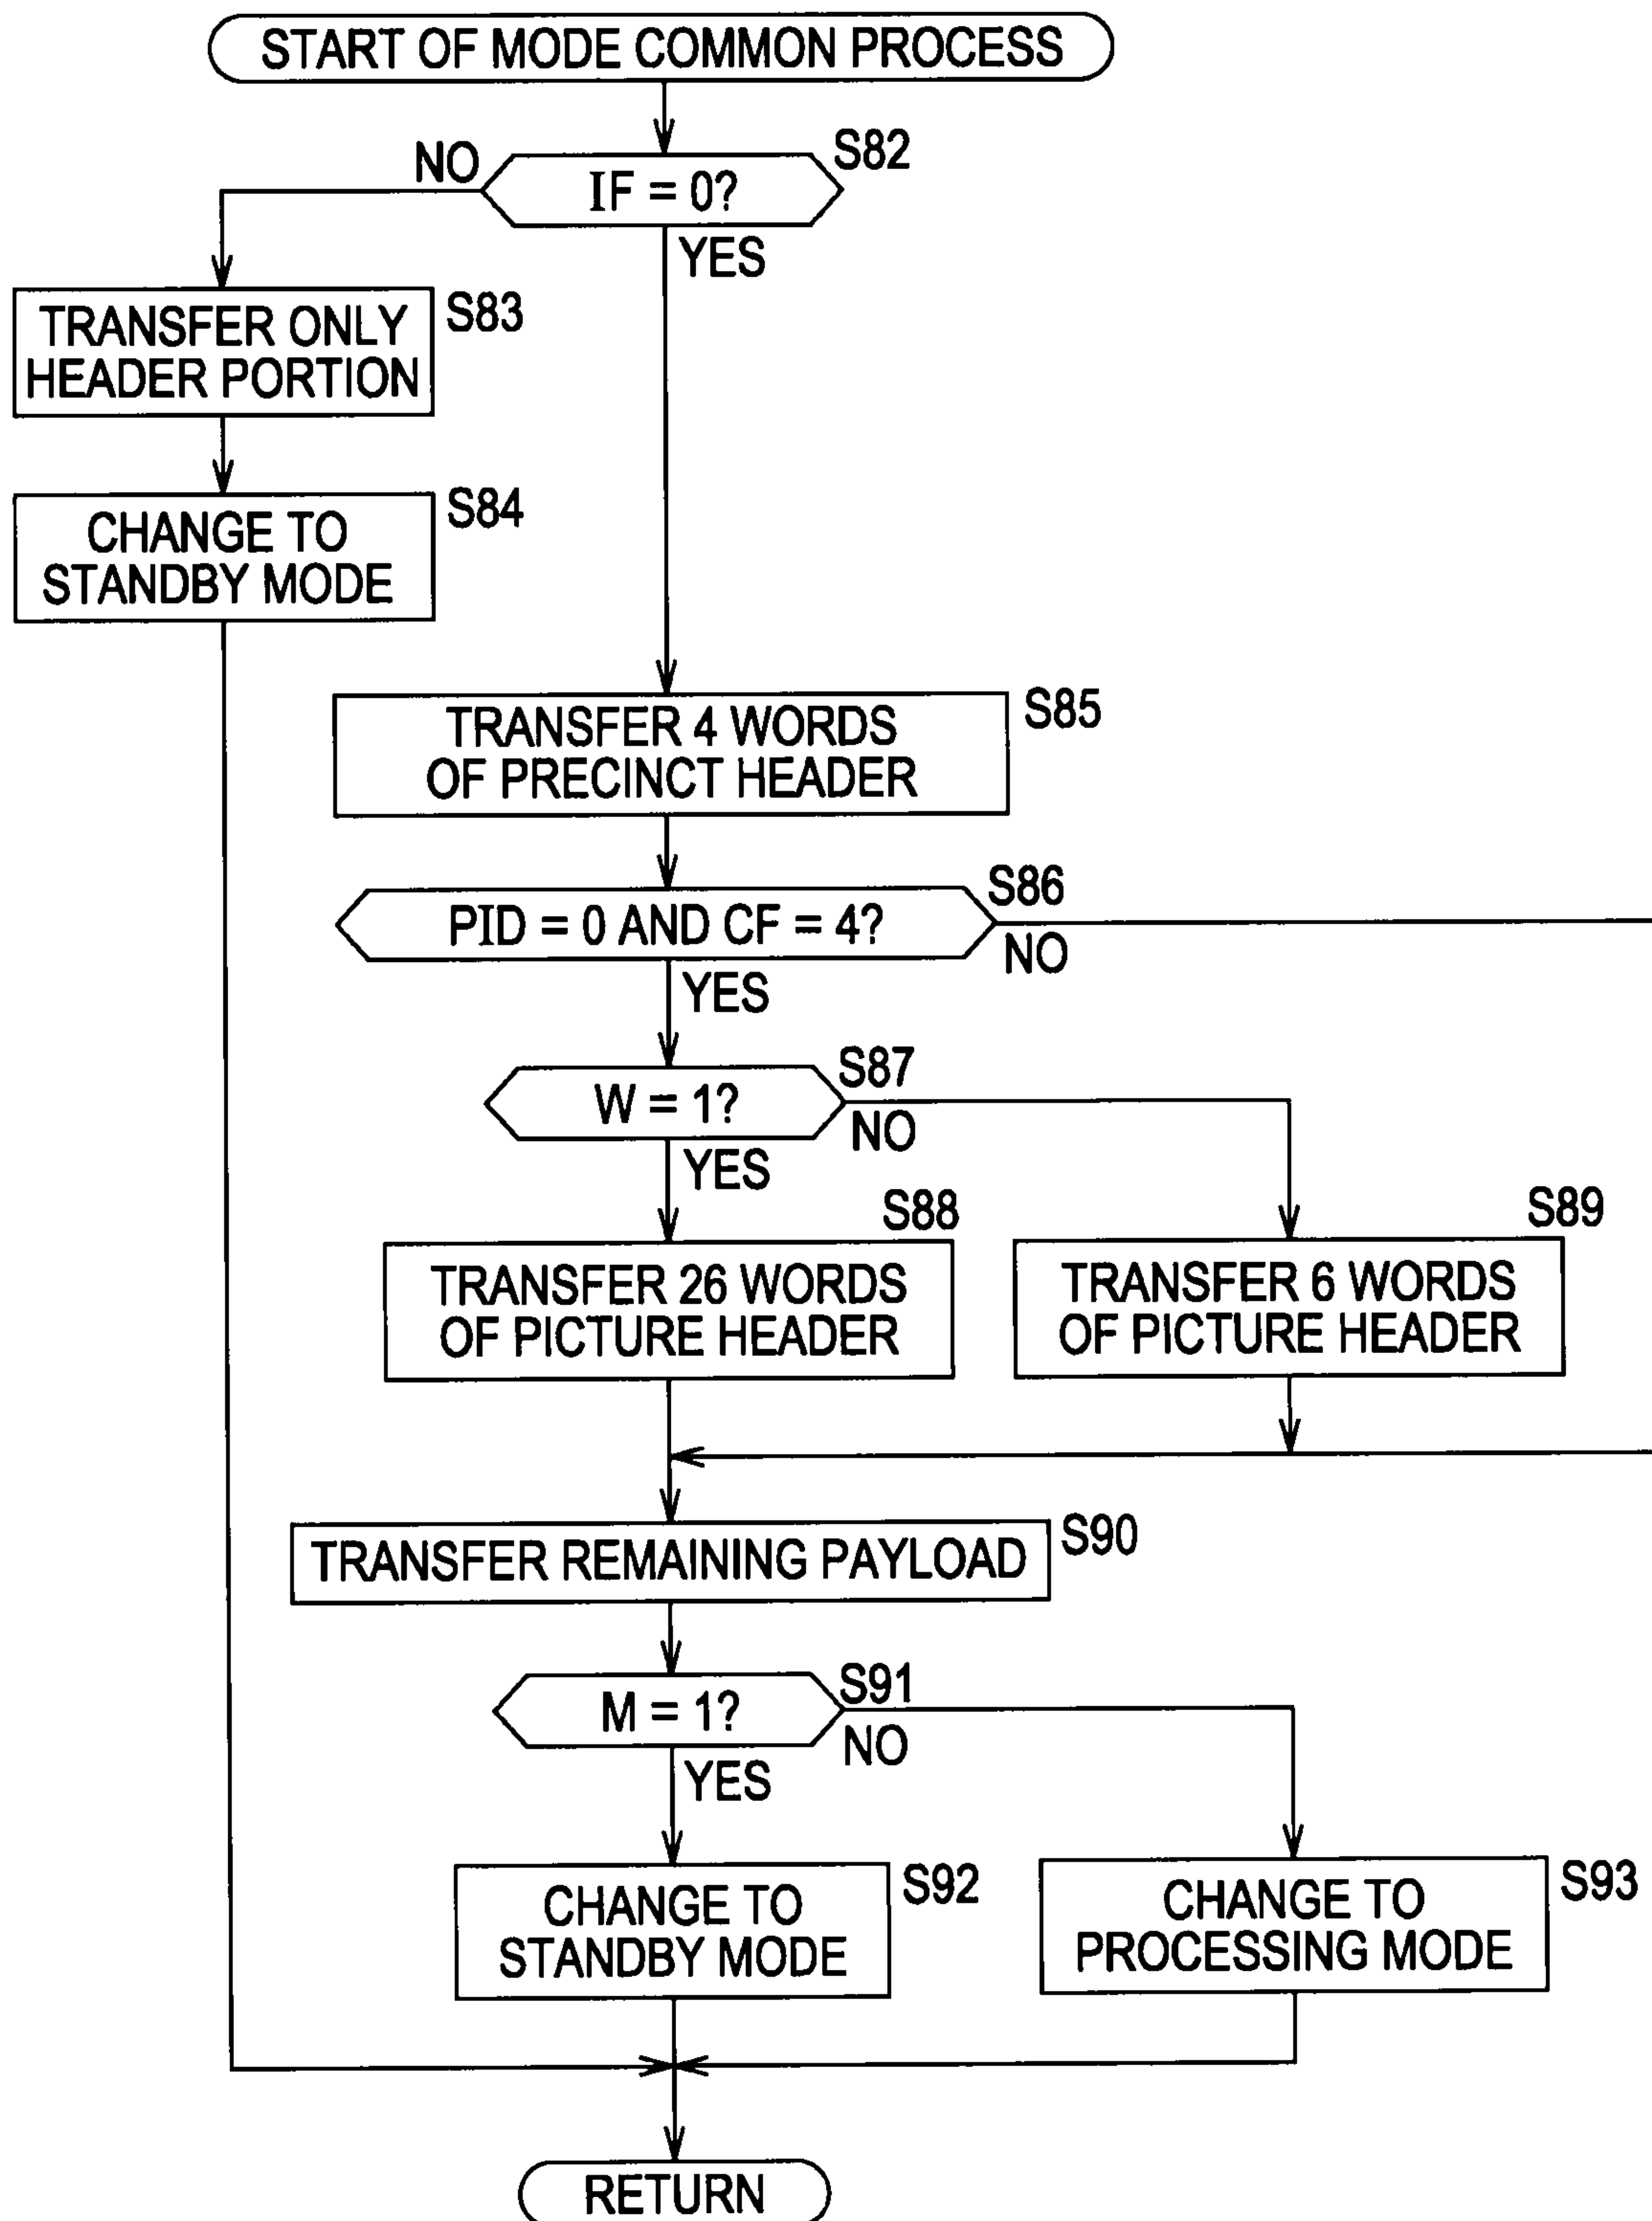 START OF MODE COMMON PROCESS
S82
NO
IF = 0?
YES
S83
TRANSFER ONLY
HEADER PORTION
S84
CHANGE TO
STANDBY MODE
S85
TRANSFER 4 WORDS
OF PRECINCT HEADER
S86
PID = 0 AND CF = 4?
NO
YES
S87
W = 1?
NO
YES
S88
TRANSFER 26 WORDS
OF PICTURE HEADER
S89
TRANSFER 6 WORDS
OF PICTURE HEADER
S90
TRANSFER REMAINING PAYLOAD
S91
M = 1?
NO
YES
S92
CHANGE TO
STANDBY MODE
S93
CHANGE TO
PROCESSING MODE
RETURN